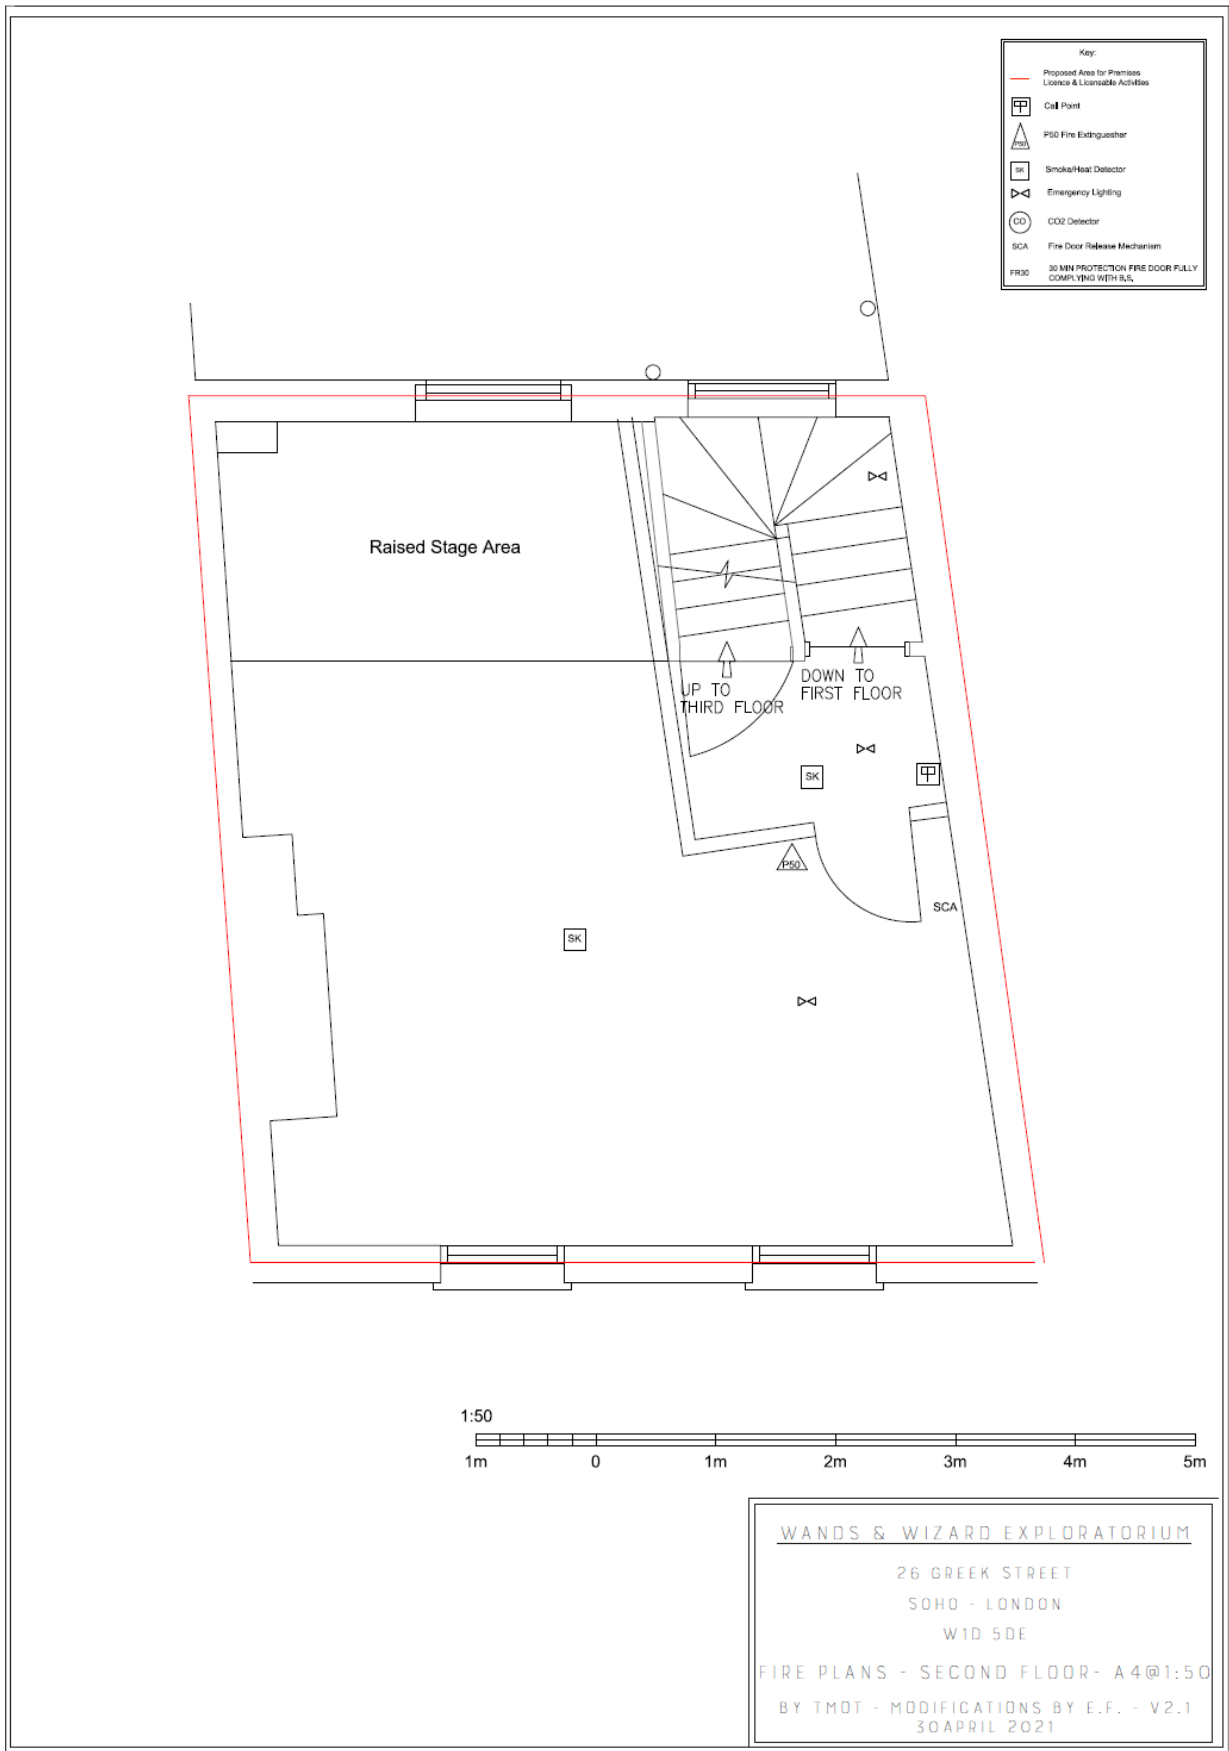 Key:
Proposed Area for Premises
Licence & Licensable Activities
Call Point
P50
P50 Fire Extinguesher
SK
Smoke/Heat Detector
Emergency Lighting
CO
CO2 Detector
SCA
Fire Door Release Mechanism
FR30
30 MIN PROTECTION FIRE DOOR FULLY
COMPLYING WITH B.S.
Raised Stage Area
UP TO
THIRD FLOOR
DOWN TO
FIRST FLOOR
SK
P50
SCA
SK
1:50
1m 0 1m 2m 3m 4m 5m
WANDS & WIZARD EXPLORATORIUM
26 GREEK STREET
SOHO - LONDON
W1D 5DE
FIRE PLANS - SECOND FLOOR- A4@1:50
BY TMOT - MODIFICATIONS BY E.F. - V2.1
30APRIL 2021